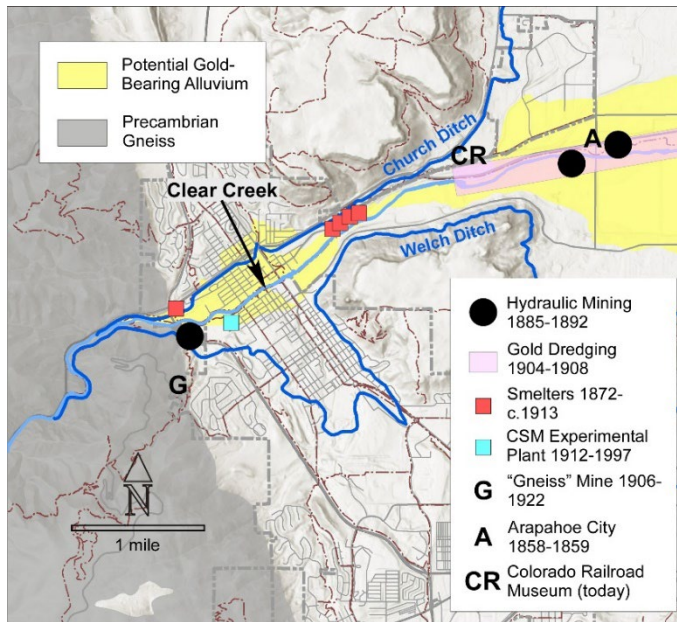 Potential Gold-
Bearing Alluvium
Precambrian
Gneiss
Church Ditch
CR
A
Clear Creek
Welch Ditch
G
N
1 mile
Hydraulic Mining
1885-1892
Gold Dredging
1904-1908
Smelters 1872-
c.1913
CSM Experimental
Plant 1912-1997
G "Gneiss" Mine 1906-
1922
A Arapahoe City
1858-1859
CR Colorado Railroad
Museum (today)